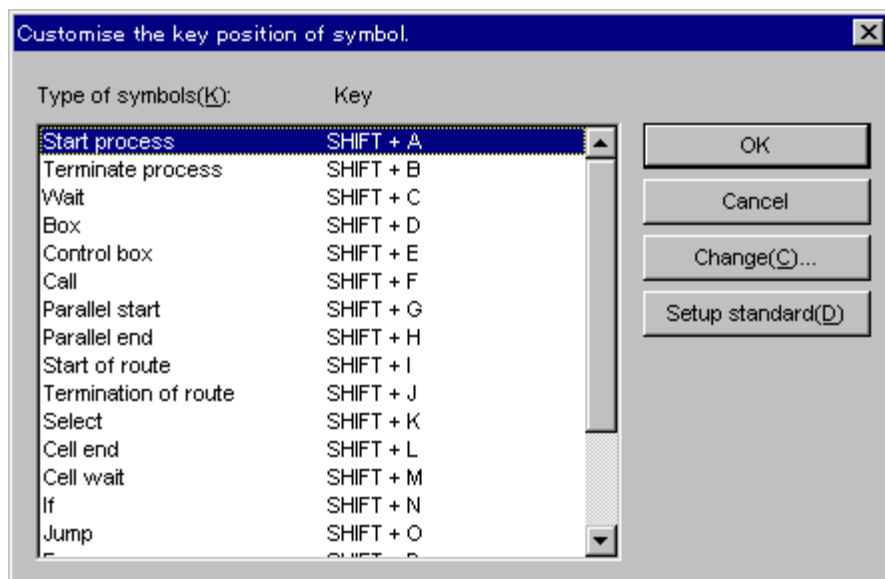 Customise the key position of symbol.
Type of symbols(K): Key
Start process SHIFT + A
Terminate process SHIFT + B
Wait SHIFT + C
Box SHIFT + D
Control box SHIFT + E
Call SHIFT + F
Parallel start SHIFT + G
Parallel end SHIFT + H
Start of route SHIFT + I
Termination of route SHIFT + J
Select SHIFT + K
Cell end SHIFT + L
Cell wait SHIFT + M
If SHIFT + N
Jump SHIFT + O
OK
Cancel
Change(C)...
Setup standard(D)